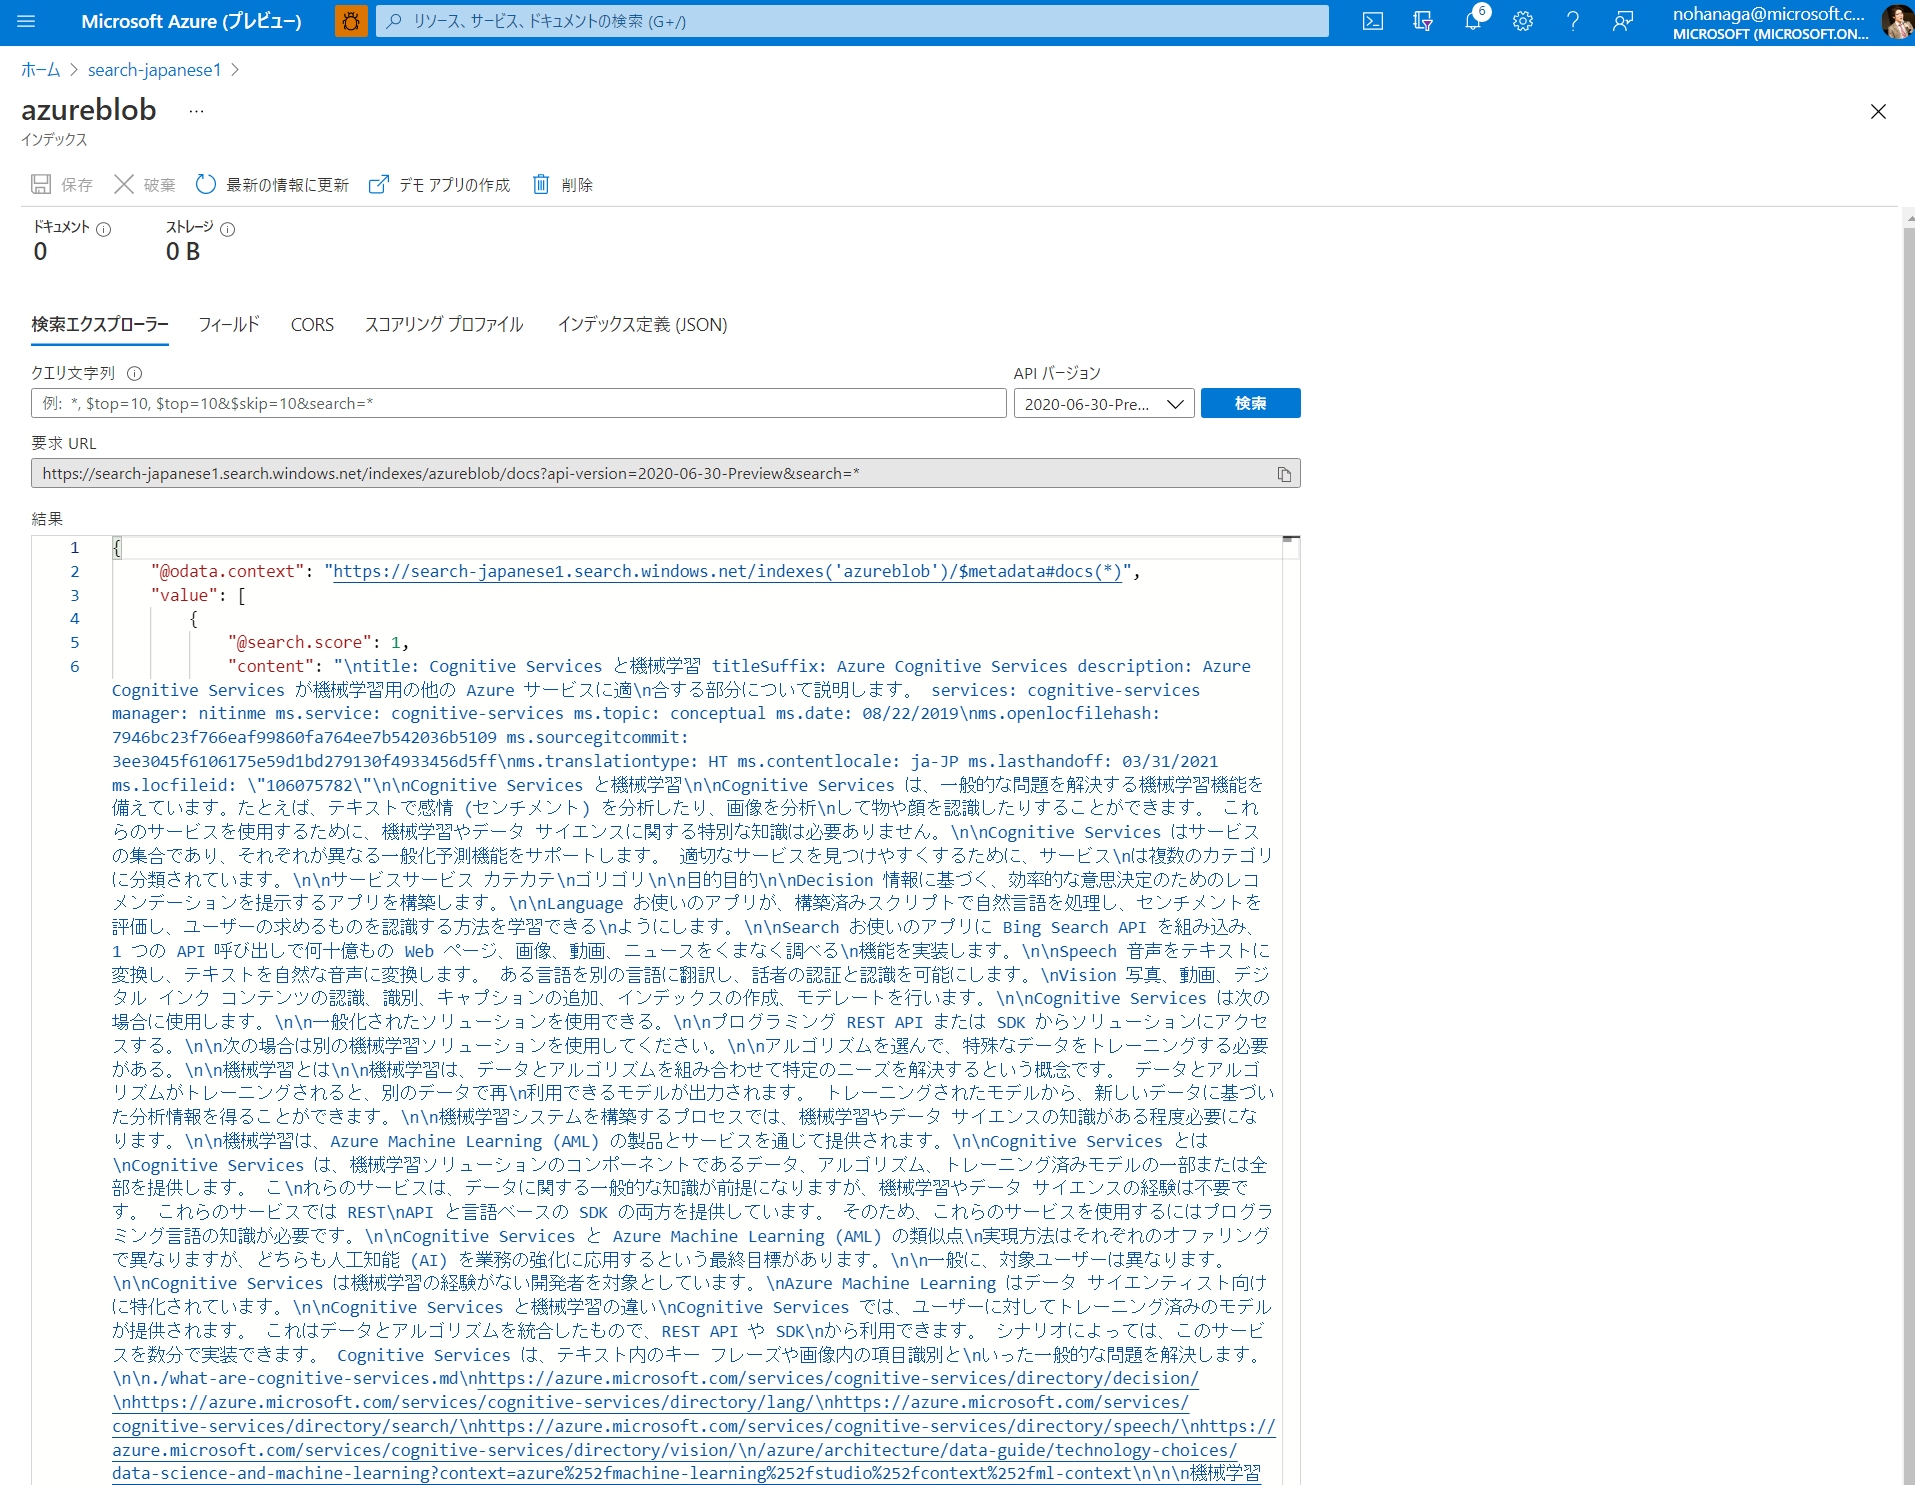 Microsoft Azure (プレビュー)
リソース、サービス、ドキュメントの検索 (G+/)
6
nohanaga@microsoft.c...
MICROSOFT (MICROSOFT.ON...
ホーム > search-japanese1 >
azureblob ...
インデックス
保存 破棄 最新の情報に更新 デモ アプリの作成 削除
ドキュメント ストレージ
0 0 B
検索エクスプローラー フィールド CORS スコアリング プロファイル インデックス定義 (JSON)
クエリ文字列 API バージョン
例: *, $top=10, $top=10&$skip=10&search=* 2020-06-30-Pre... 検索
要求 URL
https://search-japanese1.search.windows.net/indexes/azureblob/docs?api-version=2020-06-30-Preview&search=*
結果
1 {
2 "@odata.context": "https://search-japanese1.search.windows.net/indexes('azureblob')/$metadata#docs(*)",
3 "value": [
4 {
5 "@search.score": 1,
6 "content": "\ntitle: Cognitive Services と機械学習 titleSuffix: Azure Cognitive Services description: Azure
Cognitive Services が機械学習用の他の Azure サービスに適\n合する部分について説明します。 services: cognitive-services
manager: nitinme ms.service: cognitive-services ms.topic: conceptual ms.date: 08/22/2019\nms.openlocfilehash:
7946bc23f766eaf99860fa764ee7b542036b5109 ms.sourcegitcommit:
3ee3045f6106175e59d1bd279130f4933456d5ff\nms.translationtype: HT ms.contentlocale: ja-JP ms.lasthandoff: 03/31/2021
ms.locfileid: \"106075782\"\n\nCognitive Services と機械学習\n\nCognitive Services は、一般的な問題を解決する機械学習機能を
備えています。たとえば、テキストで感情 (センチメント) を分析したり、画像を分析\nして物や顔を認識したりすることができます。 これ
らのサービスを使用するために、機械学習やデータ サイエンスに関する特別な知識は必要ありません。\n\nCognitive Services はサービス
の集合であり、それぞれが異なる一般化予測機能をサポートします。 適切なサービスを見つけやすくするために、サービス\nは複数のカテゴリ
に分類されています。\n\nサービスサービス カテカテ\nゴリゴリ\n\n目的目的\n\nDecision 情報に基づく、効率的な意思決定のためのレコ
メンデーションを提示するアプリを構築します。\n\nLanguage お使いのアプリが、構築済みスクリプトで自然言語を処理し、センチメントを
評価し、ユーザーの求めるものを認識する方法を学習できる\nようにします。\n\nSearch お使いのアプリに Bing Search API を組み込み、
1 つの API 呼び出しで何十億もの Web ページ、画像、動画、ニュースをくまなく調べる\n機能を実装します。\n\nSpeech 音声をテキストに
変換し、テキストを自然な音声に変換します。 ある言語を別の言語に翻訳し、話者の認証と認識を可能にします。\nVision 写真、動画、デジ
タル インク コンテンツの認識、識別、キャプションの追加、インデックスの作成、モデレートを行います。\n\nCognitive Services は次の
場合に使用します。\n\n一般化されたソリューションを使用できる。\n\nプログラミング REST API または SDK からソリューションにアクセ
スする。\n\n次の場合は別の機械学習ソリューションを使用してください。\n\nアルゴリズムを選んで、特殊なデータをトレーニングする必要
がある。\n\n機械学習とは\n\n機械学習は、データとアルゴリズムを組み合わせて特定のニーズを解決するという概念です。 データとアルゴ
リズムがトレーニングされると、別のデータで再\n利用できるモデルが出力されます。 トレーニングされたモデルから、新しいデータに基づい
た分析情報を得ることができます。\n\n機械学習システムを構築するプロセスでは、機械学習やデータ サイエンスの知識がある程度必要にな
ります。\n\n機械学習は、Azure Machine Learning (AML) の製品とサービスを通じて提供されます。\n\nCognitive Services とは
\nCognitive Services は、機械学習ソリューションのコンポーネントであるデータ、アルゴリズム、トレーニング済みモデルの一部または全
部を提供します。 こ\nれらのサービスは、データに関する一般的な知識が前提になりますが、機械学習やデータ サイエンスの経験は不要で
す。 これらのサービスでは REST\nAPI と言語ベースの SDK の両方を提供しています。 そのため、これらのサービスを使用するにはプログラ
ミング言語の知識が必要です。\n\nCognitive Services と Azure Machine Learning (AML) の類似点\n実現方法はそれぞれのオファリング
で異なりますが、どちらも人工知能 (AI) を業務の強化に応用するという最終目標があります。\n\n一般に、対象ユーザーは異なります。
\n\nCognitive Services は機械学習の経験がない開発者を対象としています。\nAzure Machine Learning はデータ サイエンティスト向け
に特化されています。\n\nCognitive Services と機械学習の違い\nCognitive Services では、ユーザーに対してトレーニング済みのモデル
が提供されます。 これはデータとアルゴリズムを統合したもので、REST API や SDK\nから利用できます。 シナリオによっては、このサービ
スを数分で実装できます。 Cognitive Services は、テキスト内のキー フレーズや画像内の項目識別と\nいった一般的な問題を解決します。
\n\n./what-are-cognitive-services.md\nhttps://azure.microsoft.com/services/cognitive-services/directory/decision/
\nhttps://azure.microsoft.com/services/cognitive-services/directory/lang/\nhttps://azure.microsoft.com/services/
cognitive-services/directory/search/\nhttps://azure.microsoft.com/services/cognitive-services/directory/speech/\nhttps://
azure.microsoft.com/services/cognitive-services/directory/vision/\n/azure/architecture/data-guide/technology-choices/
data-science-and-machine-learning?context=azure%252fmachine-learning%252fstudio%252fcontext%252fml-context\n\n\n機械学習